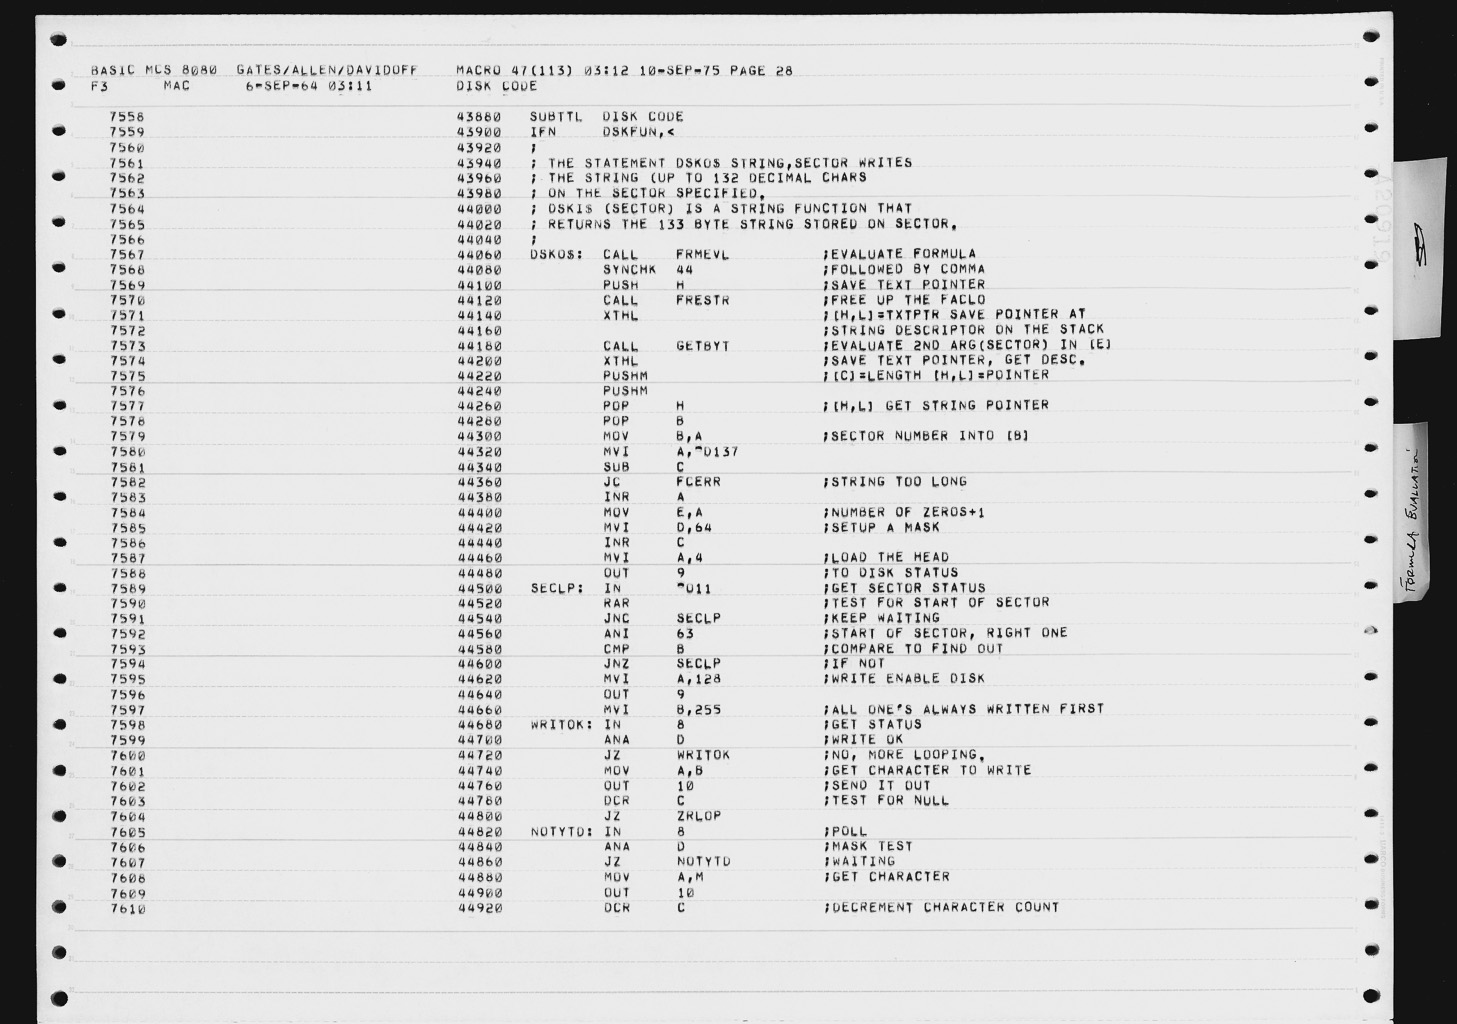 BASIC MCS 8080 GATES/ALLEN/DAVIDOFF MACRO 47(113) 03:12 10-SEP-75 PAGE 28
F3 MAC 6-SEP-64 03:11 DISK CODE
7558 43880 SUBTTL DISK CODE
7559 43900 IFN DSKFUN,<
7560 43920 ;
7561 43940 ; THE STATEMENT DSKO$ STRING,SECTOR WRITES
7562 43960 ; THE STRING (UP TO 132 DECIMAL CHARS
7563 43980 ; ON THE SECTOR SPECIFIED.
7564 44000 ; DSKI$ (SECTOR) IS A STRING FUNCTION THAT
7565 44020 ; RETURNS THE 133 BYTE STRING STORED ON SECTOR.
7566 44040 ;
7567 44060 DSKO$: CALL FRMEVL ;EVALUATE FORMULA
7568 44080 SYNCHK 44 ;FOLLOWED BY COMMA
7569 44100 PUSH H ;SAVE TEXT POINTER
7570 44120 CALL FRESTR ;FREE UP THE FACLO
7571 44140 XTHL ;[H,L]=TXTPTR SAVE POINTER AT
7572 44160 ;STRING DESCRIPTOR ON THE STACK
7573 44180 CALL GETBYT ;EVALUATE 2ND ARG(SECTOR) IN [E]
7574 44200 XTHL ;SAVE TEXT POINTER, GET DESC.
7575 44220 PUSHM ;[C]=LENGTH [H,L]=POINTER
7576 44240 PUSHM
7577 44260 POP H ;[H,L] GET STRING POINTER
7578 44280 POP B
7579 44300 MOV B,A ;SECTOR NUMBER INTO [B]
7580 44320 MVI A,^D137
7581 44340 SUB C
7582 44360 JC FCERR ;STRING TOO LONG
7583 44380 INR A
7584 44400 MOV E,A ;NUMBER OF ZEROS+1
7585 44420 MVI D,64 ;SETUP A MASK
7586 44440 INR C
7587 44460 MVI A,4 ;LOAD THE HEAD
7588 44480 OUT 9 ;TO DISK STATUS
7589 44500 SECLP: IN ^O11 ;GET SECTOR STATUS
7590 44520 RAR ;TEST FOR START OF SECTOR
7591 44540 JNC SECLP ;KEEP WAITING
7592 44560 ANI 63 ;START OF SECTOR, RIGHT ONE
7593 44580 CMP B ;COMPARE TO FIND OUT
7594 44600 JNZ SECLP ;IF NOT
7595 44620 MVI A,128 ;WRITE ENABLE DISK
7596 44640 OUT 9
7597 44660 MVI B,255 ;ALL ONE'S ALWAYS WRITTEN FIRST
7598 44680 WRITOK: IN 8 ;GET STATUS
7599 44700 ANA D ;WRITE OK
7600 44720 JZ WRITOK ;NO, MORE LOOPING.
7601 44740 MOV A,B ;GET CHARACTER TO WRITE
7602 44760 OUT 10 ;SEND IT OUT
7603 44780 DCR C ;TEST FOR NULL
7604 44800 JZ ZRLOP
7605 44820 NOTYTD: IN 8 ;POLL
7606 44840 ANA D ;MASK TEST
7607 44860 JZ NOTYTD ;WAITING
7608 44880 MOV A,M ;GET CHARACTER
7609 44900 OUT 10
7610 44920 DCR C ;DECREMENT CHARACTER COUNT
FORMULA EVALUATION